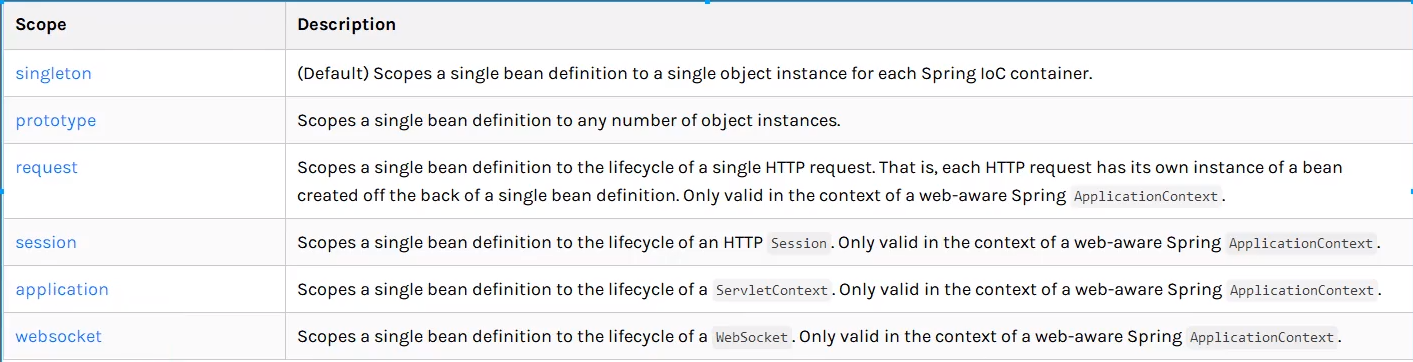 Scope Description
singleton (Default) Scopes a single bean definition to a single object instance for each Spring IoC container.
prototype Scopes a single bean definition to any number of object instances.
request Scopes a single bean definition to the lifecycle of a single HTTP request. That is, each HTTP request has its own instance of a bean
created off the back of a single bean definition. Only valid in the context of a web-aware Spring ApplicationContext.
session Scopes a single bean definition to the lifecycle of an HTTP Session. Only valid in the context of a web-aware Spring ApplicationContext.
application Scopes a single bean definition to the lifecycle of a ServletContext. Only valid in the context of a web-aware Spring ApplicationContext.
websocket Scopes a single bean definition to the lifecycle of a WebSocket. Only valid in the context of a web-aware Spring ApplicationContext.